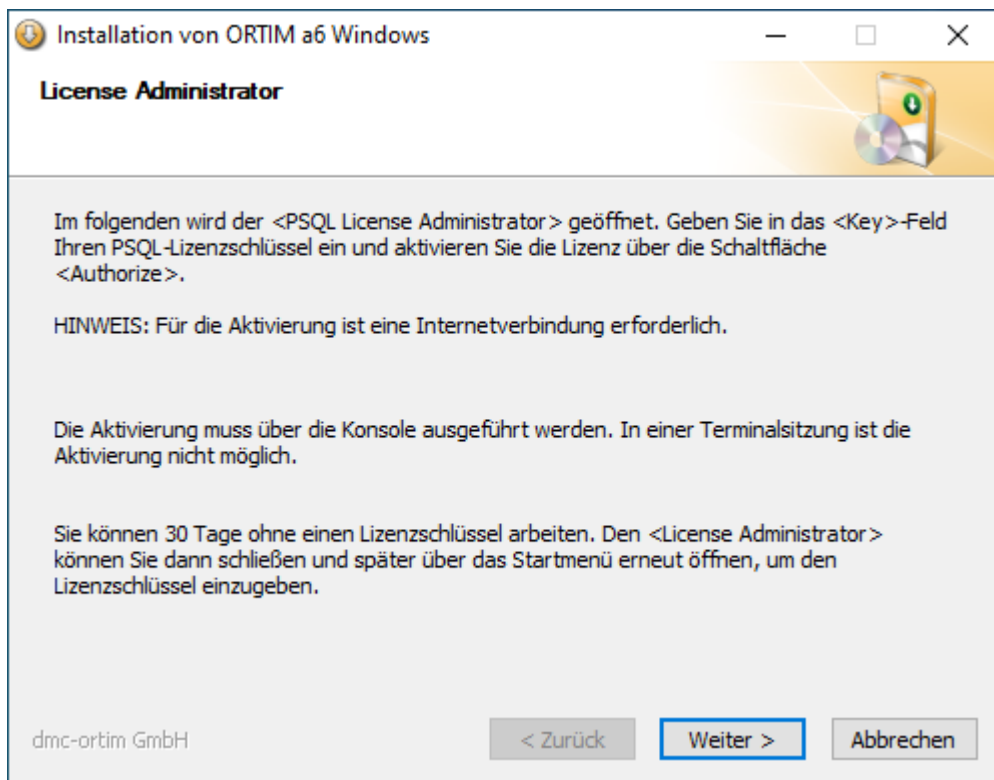 Installation von ORTIM a6 Windows
License Administrator
Im folgenden wird der <PSQL License Administrator> geöffnet. Geben Sie in das <Key>-Feld
Ihren PSQL-Lizenzschlüssel ein und aktivieren Sie die Lizenz über die Schaltfläche
<Authorize>.
HINWEIS: Für die Aktivierung ist eine Internetverbindung erforderlich.
Die Aktivierung muss über die Konsole ausgeführt werden. In einer Terminalsitzung ist die
Aktivierung nicht möglich.
Sie können 30 Tage ohne einen Lizenzschlüssel arbeiten. Den <License Administrator>
können Sie dann schließen und später über das Startmenü erneut öffnen, um den
Lizenzschlüssel einzugeben.
dmc-ortim GmbH
< Zurück
Weiter >
Abbrechen